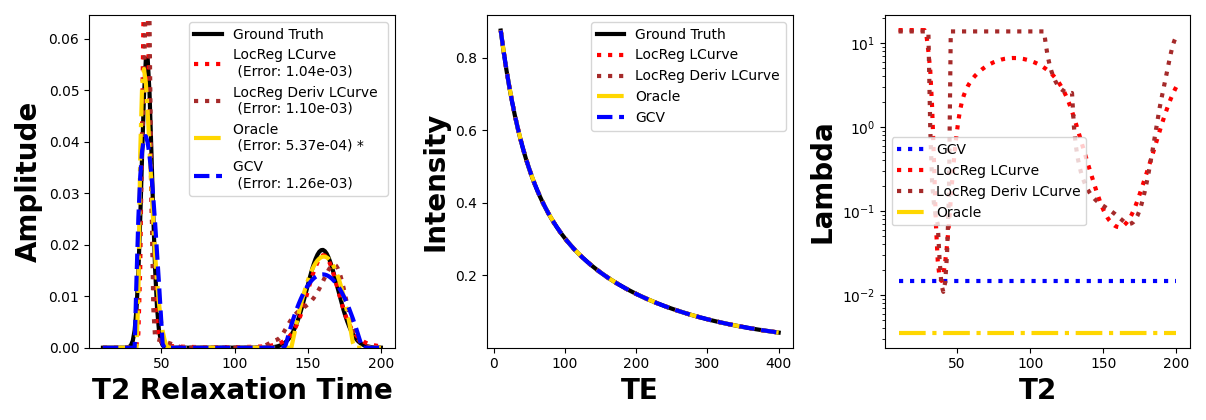 0.06
0.05
0.04
0.03
0.02
0.01
0.00
Amplitude
50
100
150
200
T2 Relaxation Time
Ground Truth
LocReg LCurve
(Error: 1.04e-03)
LocReg Deriv LCurve
(Error: 1.10e-03)
Oracle
(Error: 5.37e-04) *
GCV
(Error: 1.26e-03)
0.8
0.6
0.4
0.2
Intensity
0
100
200
300
400
TE
Ground Truth
LocReg LCurve
LocReg Deriv LCurve
Oracle
GCV
10¹
10⁰
10⁻¹
10⁻²
Lambda
50
100
150
200
T2
GCV
LocReg LCurve
LocReg Deriv LCurve
Oracle